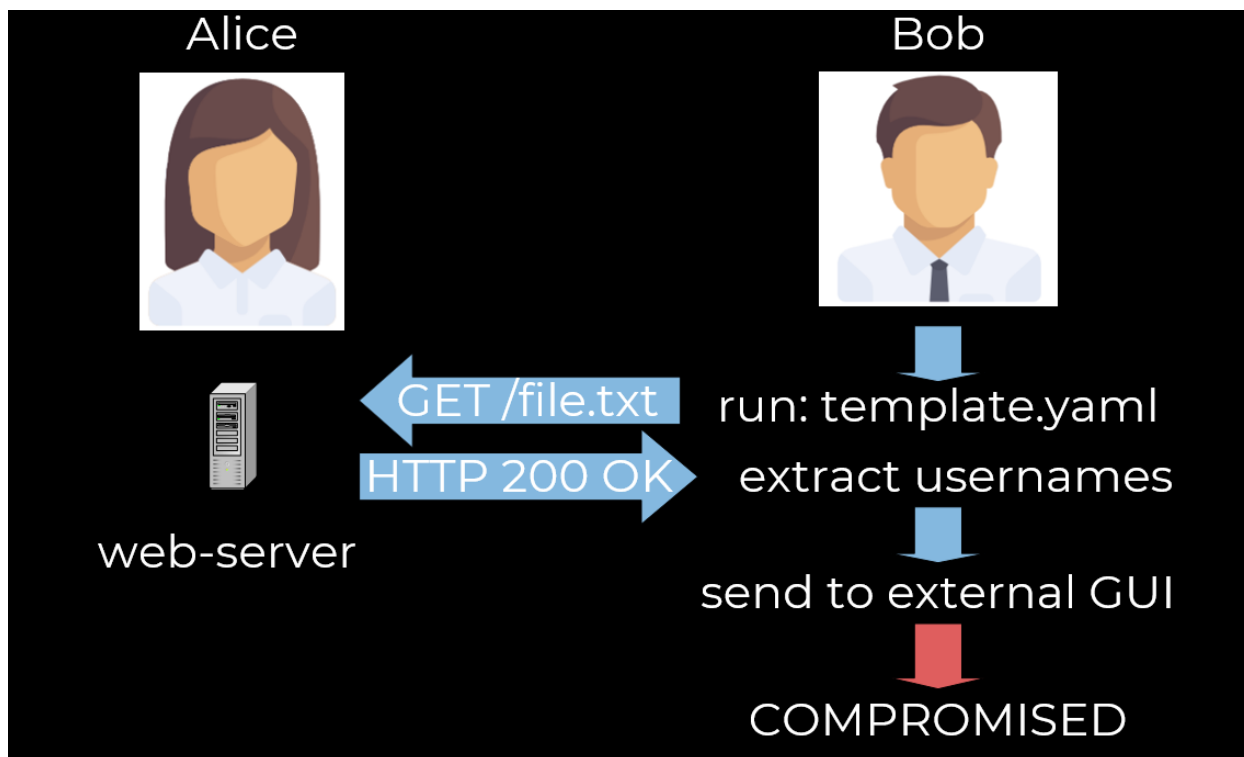 Alice
Bob
GET /file.txt
run: template.yaml
HTTP 200 OK
extract usernames
web-server
send to external GUI
COMPROMISED